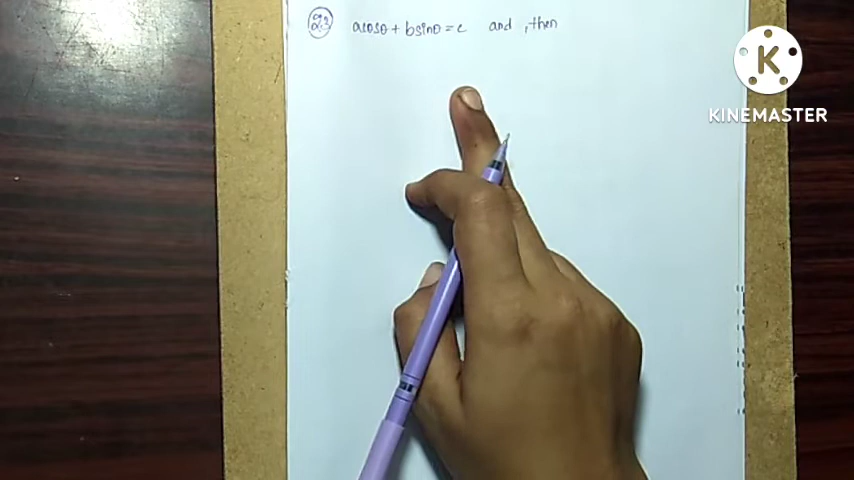 acosθ + bsinθ = c and , then
K
KINEMASTER